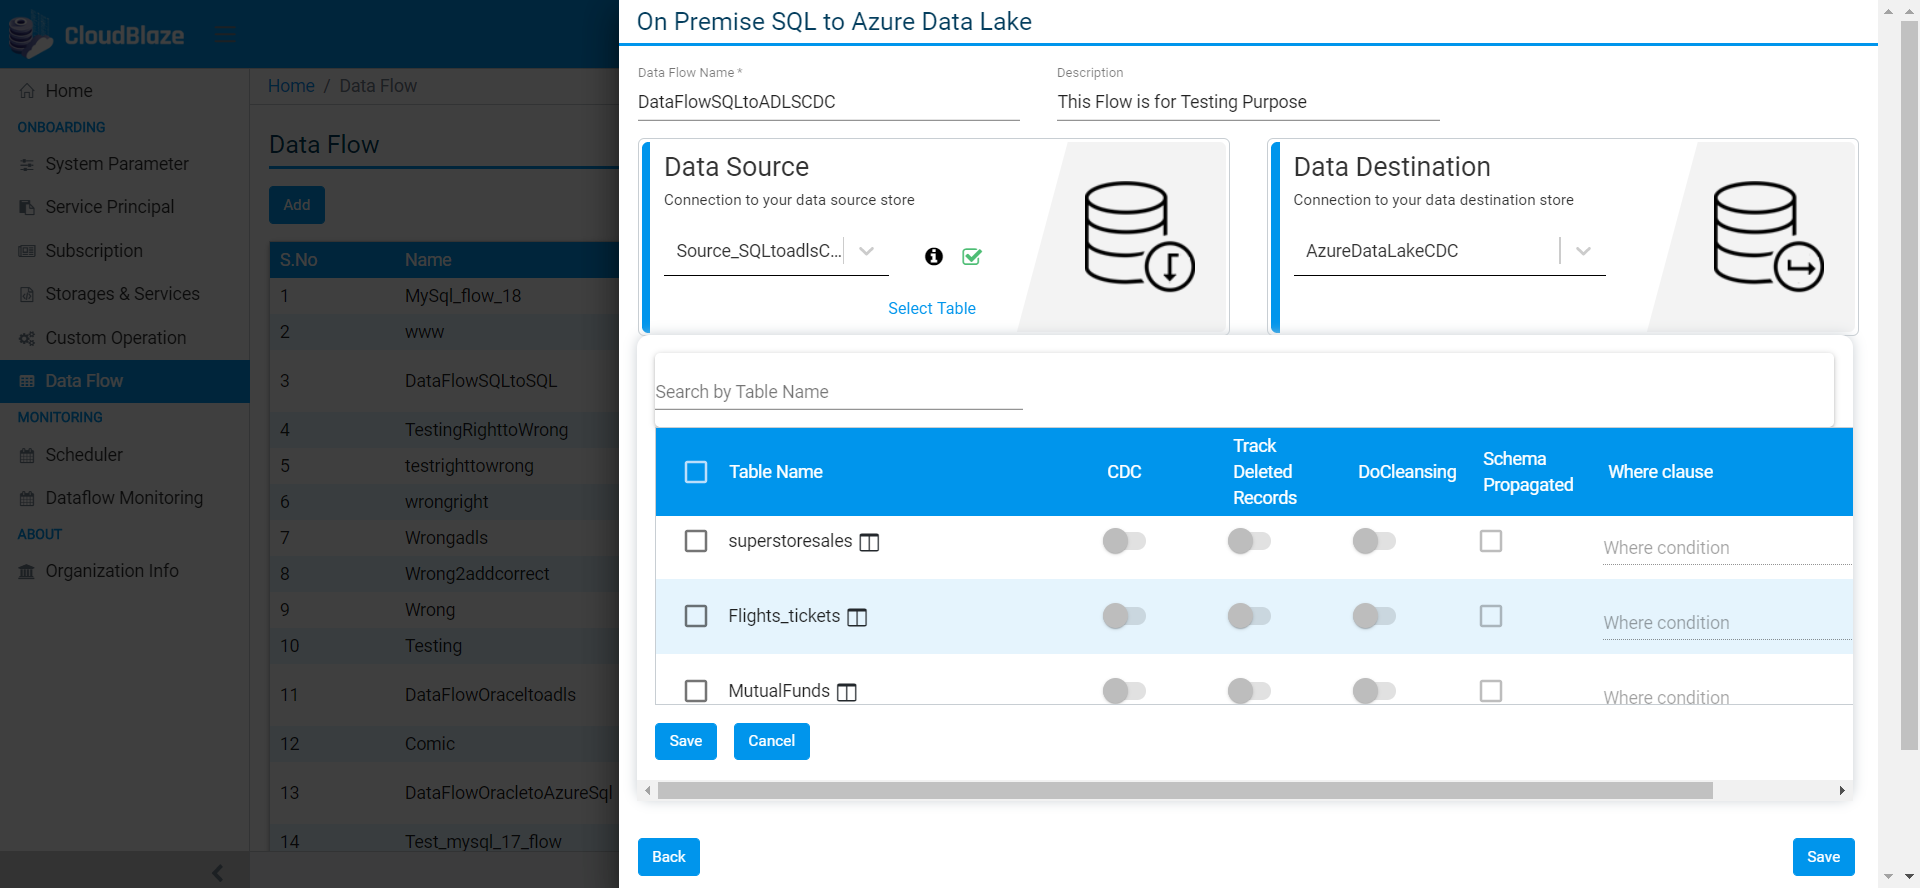 CloudBlaze
Home
ONBOARDING
System Parameter
Service Principal
Subscription
Storages & Services
Custom Operation
Data Flow
MONITORING
Scheduler
Dataflow Monitoring
ABOUT
Organization Info
Home / Data Flow
Data Flow
Add
S.No Name
1 MySql_flow_18
2 www
3 DataFlowSQLtoSQL
4 TestingRighttoWrong
5 testrighttowrong
6 wrongright
7 Wrongadls
8 Wrong2addcorrect
9 Wrong
10 Testing
11 DataFlowOraceltoadls
12 Comic
13 DataFlowOracletoAzureSql
14 Test_mysql_17_flow
On Premise SQL to Azure Data Lake
Data Flow Name *
DataFlowSQLtoADLSCDC
Description
This Flow is for Testing Purpose
Data Source
Connection to your data source store
Source_SQLtoadlsC...
Select Table
Data Destination
Connection to your data destination store
AzureDataLakeCDC
Search by Table Name
Table Name
CDC
Track
Deleted
Records
DoCleansing
Schema
Propagated
Where clause
superstoresales
Where condition
Flights_tickets
Where condition
MutualFunds
Where condition
Save Cancel
Back Save